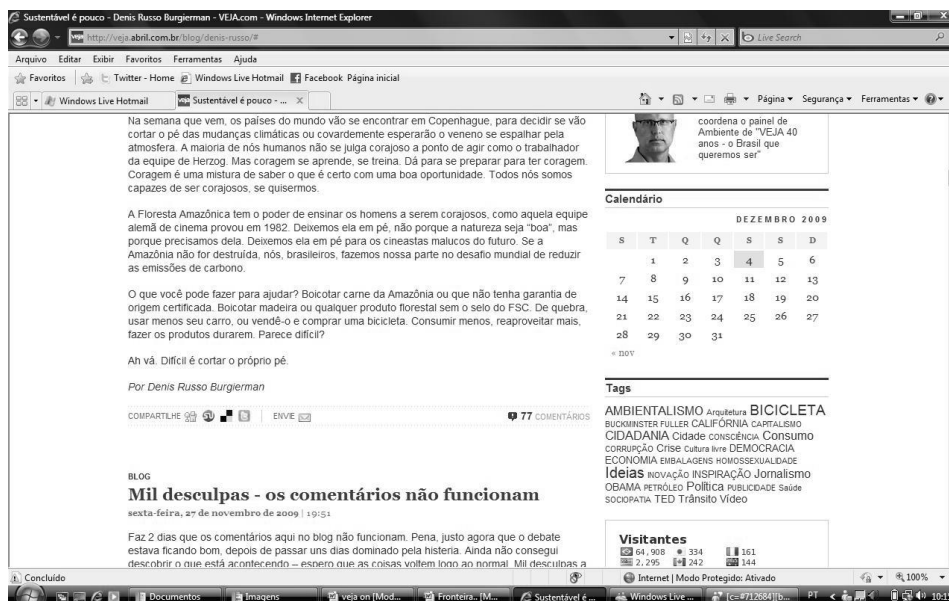 Sustentável é pouco - Denis Russo Burgierman - VEJA.com - Windows Internet Explorer
http://veja.abril.com.br/blog/denis-russo/#
Live Search
Arquivo Editar Exibir Favoritos Ferramentas Ajuda
Favoritos Twitter - Home Windows Live Hotmail Facebook Página inicial
Windows Live Hotmail Sustentável é pouco - ... X Página Segurança Ferramentas
Na semana que vem, os países do mundo vão se encontrar em Copenhague, para decidir se vão
cortar o pé das mudanças climáticas ou covardemente esperarão o veneno se espalhar pela
atmosfera. A maioria de nós humanos não se julga corajoso a ponto de agir como o trabalhador
da equipe de Herzog. Mas coragem se aprende, se treina. Dá para se preparar para ter coragem.
Coragem é uma mistura de saber o que é certo com uma boa oportunidade. Todos nós somos
capazes de ser corajosos, se quisermos.
A Floresta Amazônica tem o poder de ensinar os homens a serem corajosos, como aquela equipe
alemã de cinema provou em 1982. Deixemos ela em pé, não porque a natureza seja “boa”, mas
porque precisamos dela. Deixemos ela em pé para os cineastas malucos do futuro. Se a
Amazônia não for destruída, nós, brasileiros, fazemos nossa parte no desafio mundial de reduzir
as emissões de carbono.
O que você pode fazer para ajudar? Boicotar carne da Amazônia ou que não tenha garantia de
origem certificada. Boicotar madeira ou qualquer produto florestal sem o selo do FSC. De quebra,
usar menos seu carro, ou vendê-lo e comprar uma bicicleta. Consumir menos, reaproveitar mais,
fazer os produtos durarem. Parece difícil?
Ah vá. Difícil é cortar o próprio pé.
Por Denis Russo Burgierman
COMPARTILHE ENVIE 77 COMENTÁRIOS
BLOG
Mil desculpas - os comentários não funcionam
sexta-feira, 27 de novembro de 2009 | 19:51
Faz 2 dias que os comentários aqui no blog não funcionam. Pena, justo agora que o debate
estava ficando bom, depois de passar uns dias dominado pela histeria. Ainda não consegui
descobrir o que está acontecendo – espero que as coisas voltem logo ao normal. Mil desculpas a
coordena o painel de
Ambiente de "VEJA 40
anos - o Brasil que
queremos ser"
Calendário
DEZEMBRO 2009
S T Q Q S S D
1 2 3 4 5 6
7 8 9 10 11 12 13
14 15 16 17 18 19 20
21 22 23 24 25 26 27
28 29 30 31
« nov
Tags
AMBIENTALISMO Arquitetura BICICLETA
BUCKMINSTER FULLER CALIFÓRNIA CAPITALISMO
CIDADANIA Cidade CONSCIÊNCIA Consumo
CORRUPÇÃO Crise Cultura livre DEMOCRACIA
ECONOMIA EMBALAGENS HOMOSSEXUALIDADE
Ideias INOVAÇÃO INSPIRAÇÃO Jornalismo
OBAMA PETRÓLEO Política PUBLICIDADE Saúde
SOCIOPATIA TED Trânsito Vídeo
Visitantes
64,908 334 161
2,295 242 144
Concluído Internet | Modo Protegido: Ativado 100%
Documentos Imagens veja on [Mod... Fronteira.. [M... Sustentável é ... Windows Live ... [c=#712684][b... PT